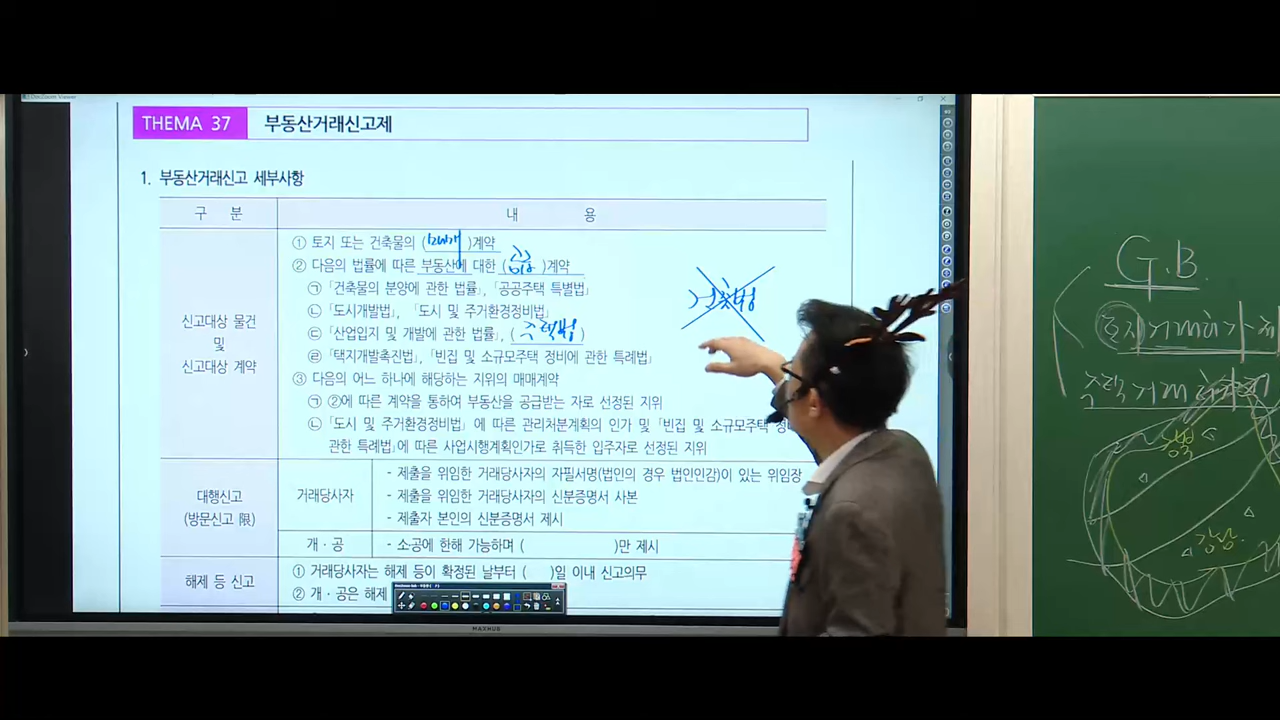 THEMA 37 부동산거래신고제
1. 부동산거래신고 세부사항
구 분 내 용
신고대상 물건
및
신고대상 계약
① 토지 또는 건축물의 (매매)계약
② 다음의 법률에 따른 부동산에 대한 (공급)계약
㉠ 「건축물의 분양에 관한 법률」, 「공공주택 특별법」
㉡ 「도시개발법」, 「도시 및 주거환경정비법」
㉢ 「산업입지 및 개발에 관한 법률」, (주택법)
㉣ 「택지개발촉진법」, 「빈집 및 소규모주택 정비에 관한 특례법」
③ 다음의 어느 하나에 해당하는 지위의 매매계약
㉠ ②에 따른 계약을 통하여 부동산을 공급받는 자로 선정된 지위
㉡ 「도시 및 주거환경정비법」에 따른 관리처분계획의 인가 및 「빈집 및 소규모주택
관한 특례법」에 따른 사업시행계획인가로 취득한 입주자로 선정된 지위
건축법
대행신고
(방문신고 限)
거래당사자
- 제출을 위임한 거래당사자의 자필서명(법인의 경우 법인인감)이 있는 위임장
- 제출을 위임한 거래당사자의 신분증명서 사본
- 제출자 본인의 신분증명서 제시
개·공 - 소공에 한해 가능하며 ( )만 제시
해제 등 신고
① 거래당사자는 해제 등이 확정된 날부터 ( )일 이내 신고의무
② 개·공은 해제
MAXHUB
G.B
토지거래허가
주택거래